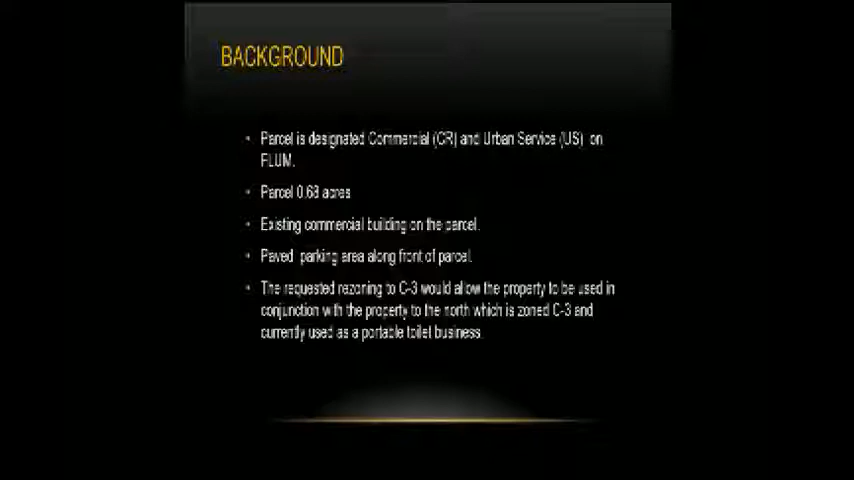 BACKGROUND
• Parcel is designated Commercial (CR) and Urban Service (US) on
FLUM.
• Parcel 0.68 acres
• Existing commercial building on the parcel.
• Paved parking area along front of parcel.
• The requested rezoning to C-3 would allow the property to be used in
conjunction with the property to the north which is zoned C-3 and
currently used as a portable toilet business.